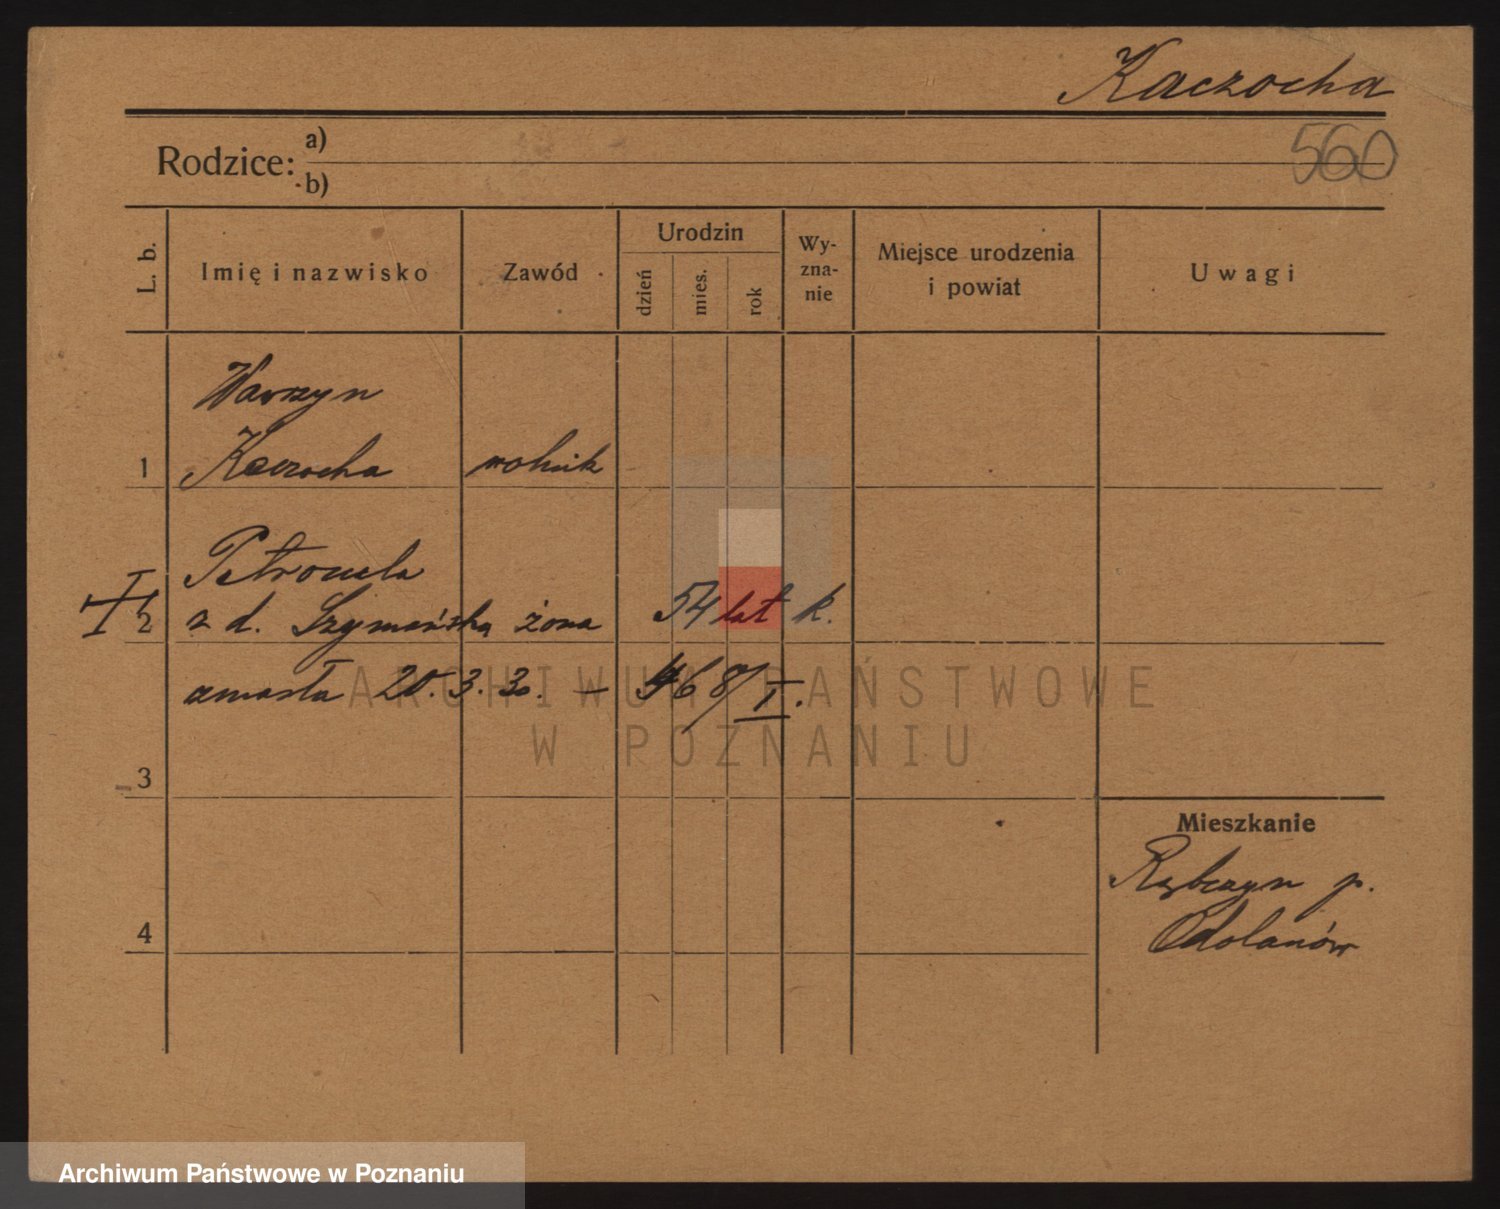 Kaczocha
560
Rodzice: a)
b)
L. b.
Imię i nazwisko
Zawód
Urodzin
dzień
mies.
rok
Wy-
zna-
nie
Miejsce urodzenia
i powiat
Uwagi
Wawrzyn
1 Kaczocha rolnik
Petronela
2 z d. Szymańska żona 54 lat k.
zmarła 20. 3. 30. – 468/I.
3
4
Mieszkanie
Rąbczyn p.
Odolanów
ARCHIWUM PAŃSTWOWE
W POZNANIU
Archiwum Państwowe w Poznaniu